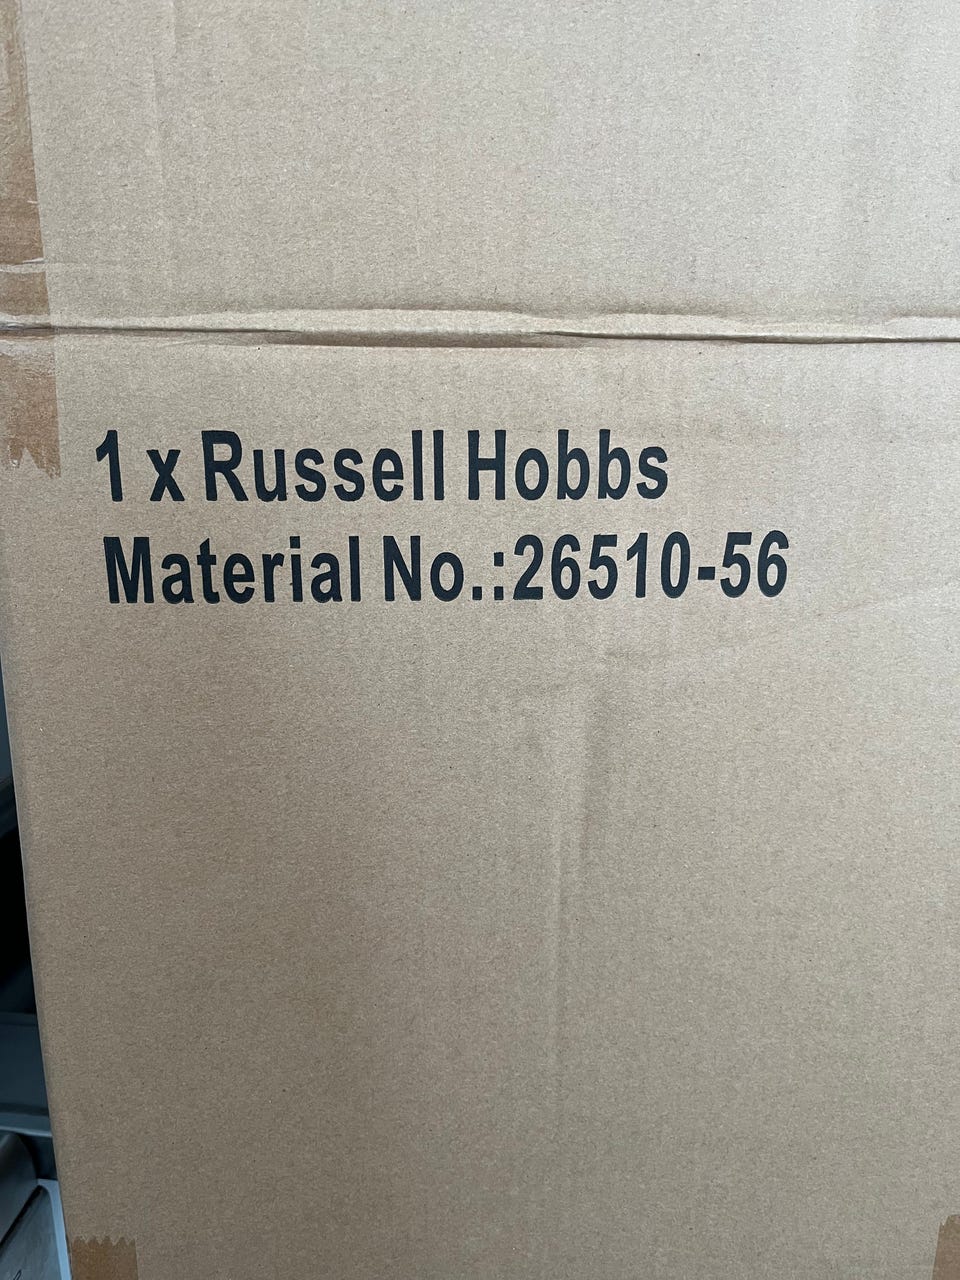 1 x Russell Hobbs
Material No.:26510-56